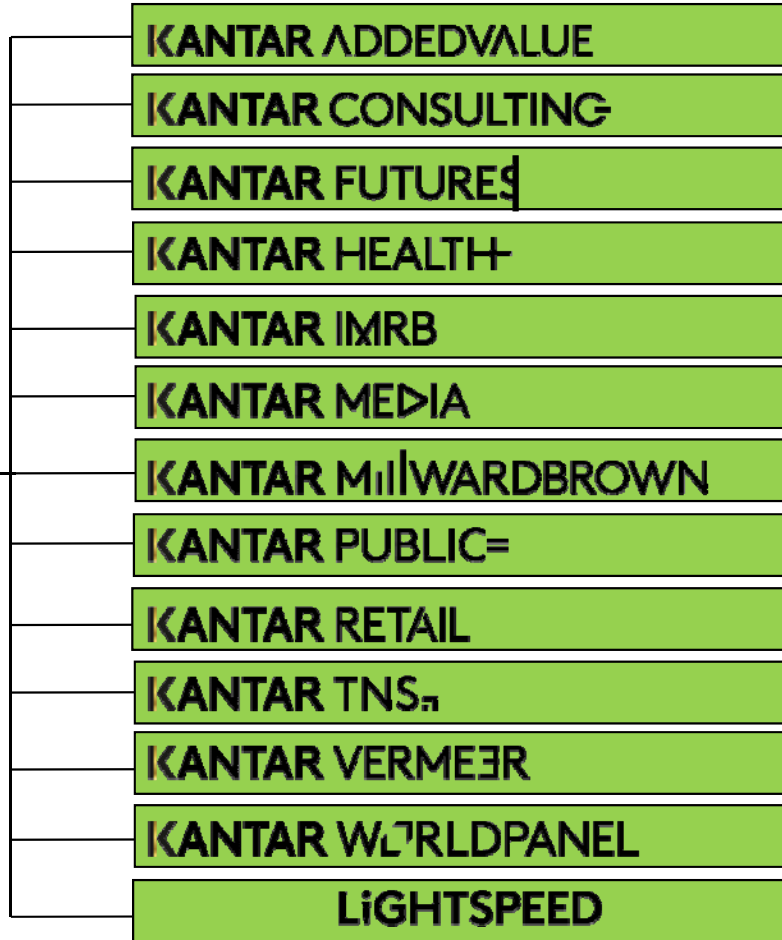 KANTAR ADDEDVALUE
KANTAR CONSULTING
KANTAR FUTURES
KANTAR HEALTH
KANTAR IMRB
KANTAR MEDIA
KANTAR MillWARDBROWN
KANTAR PUBLIC=
KANTAR RETAIL
KANTAR TNS
KANTAR VERMEER
KANTAR WORLDPANEL
LiGHTSPEED